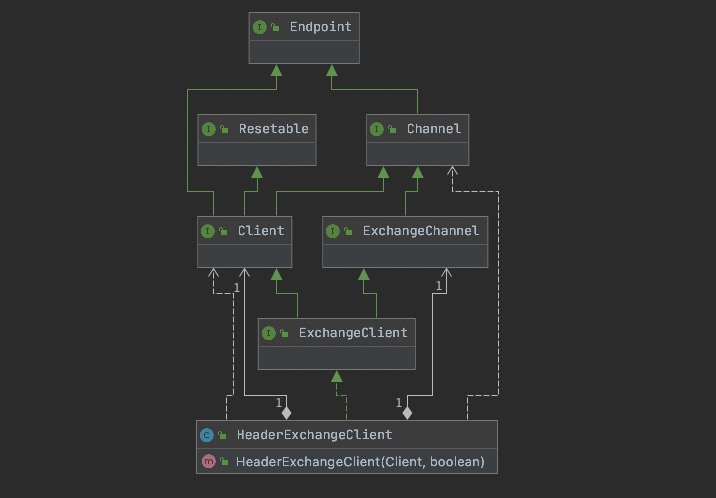 Endpoint
Resetable
Channel
Client
ExchangeChannel
1
1
ExchangeClient
1
1
HeaderExchangeClient
HeaderExchangeClient(Client, boolean)